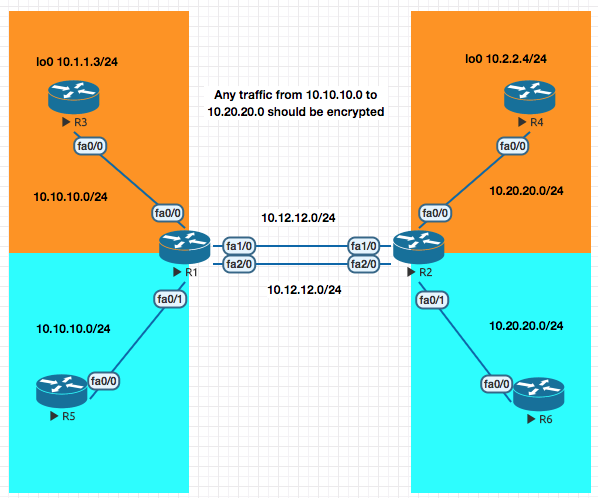 lo0 10.1.1.3/24
lo0 10.2.2.4/24
Any traffic from 10.10.10.0 to
10.20.20.0 should be encrypted
R3
R4
fa0/0
fa0/0
10.10.10.0/24
10.20.20.0/24
fa0/0
fa0/0
10.12.12.0/24
fa1/0
fa1/0
R1
R2
fa2/0
fa2/0
10.12.12.0/24
fa0/1
fa0/1
10.10.10.0/24
10.20.20.0/24
fa0/0
fa0/0
R5
R6